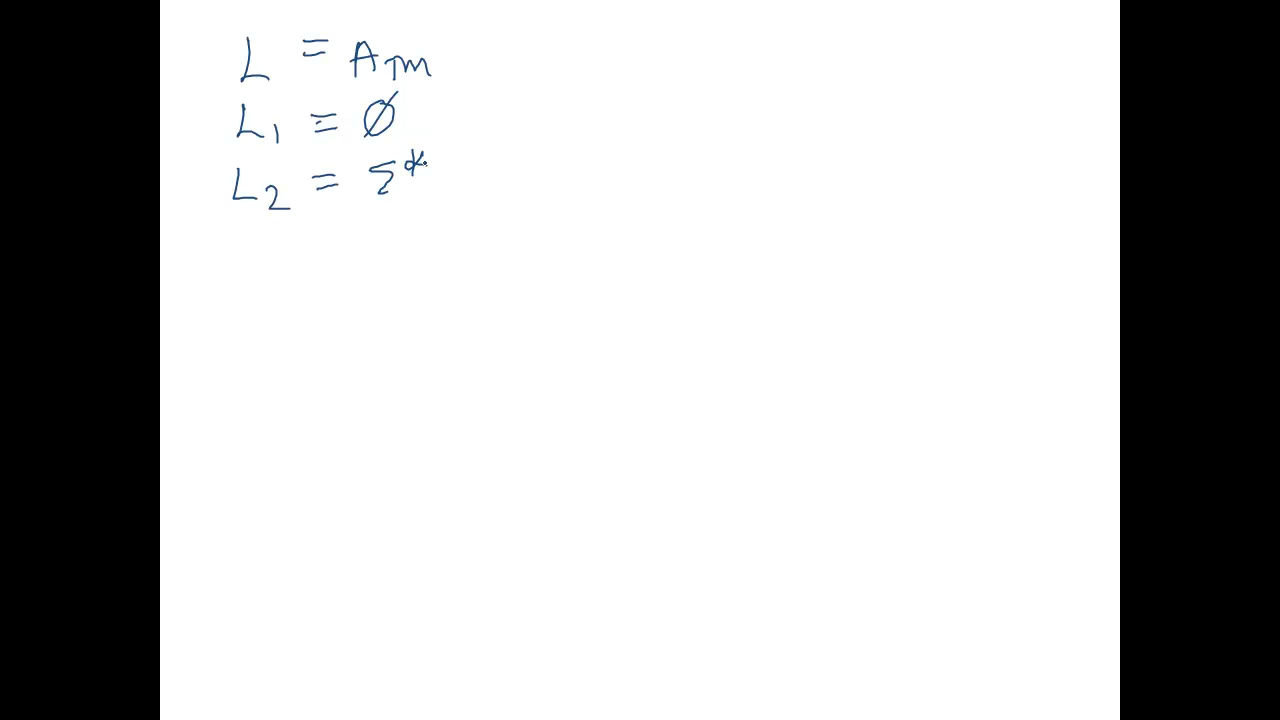 L = A_TM
L_1 = ∅
L_2 = Σ*